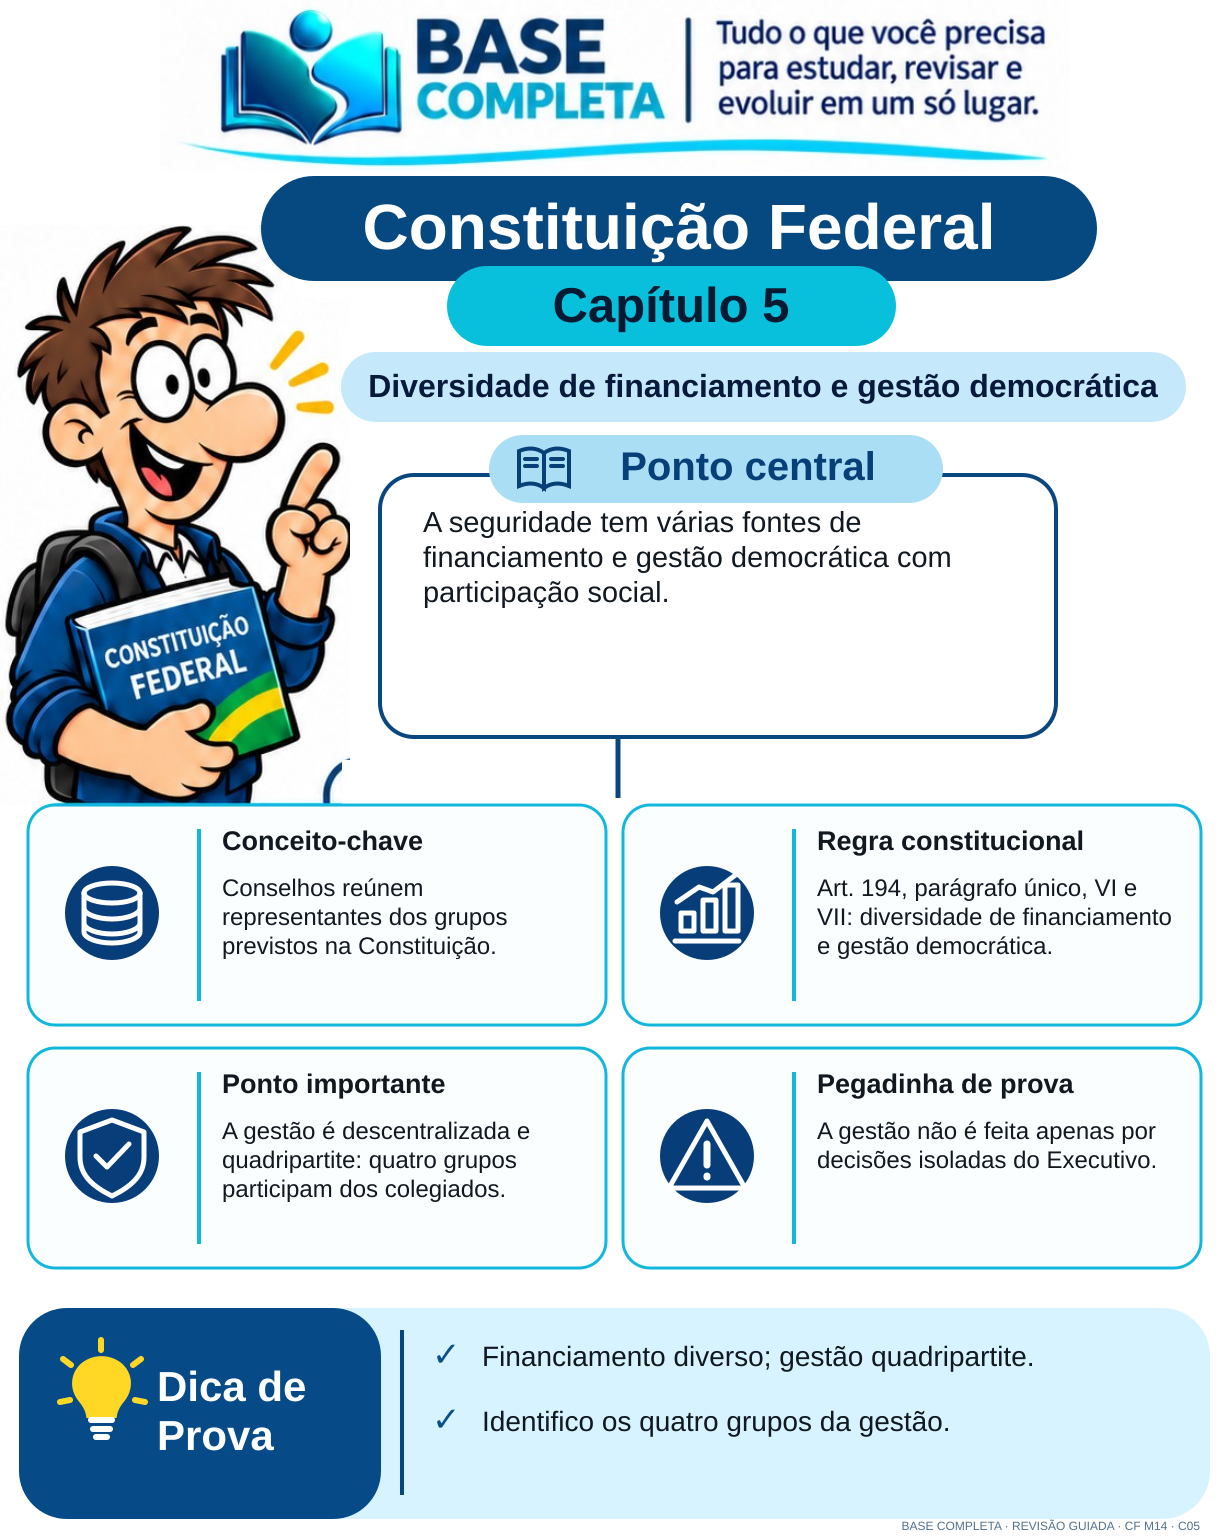 BASE
COMPLETA
Tudo o que você precisa
para estudar, revisar e
evoluir em um só lugar.
Constituição Federal
Capítulo 5
Diversidade de financiamento e gestão democrática
Ponto central
A seguridade tem várias fontes de
financiamento e gestão democrática com
participação social.
CONSTITUIÇÃO
FEDERAL
Conceito-chave
Conselhos reúnem
representantes dos grupos
previstos na Constituição.
Regra constitucional
Art. 194, parágrafo único, VI e
VII: diversidade de financiamento
e gestão democrática.
Ponto importante
A gestão é descentralizada e
quadripartite: quatro grupos
participam dos colegiados.
Pegadinha de prova
A gestão não é feita apenas por
decisões isoladas do Executivo.
Dica de
Prova
✓ Financiamento diverso; gestão quadripartite.
✓ Identifico os quatro grupos da gestão.
BASE COMPLETA · REVISÃO GUIADA · CF M14 · C05